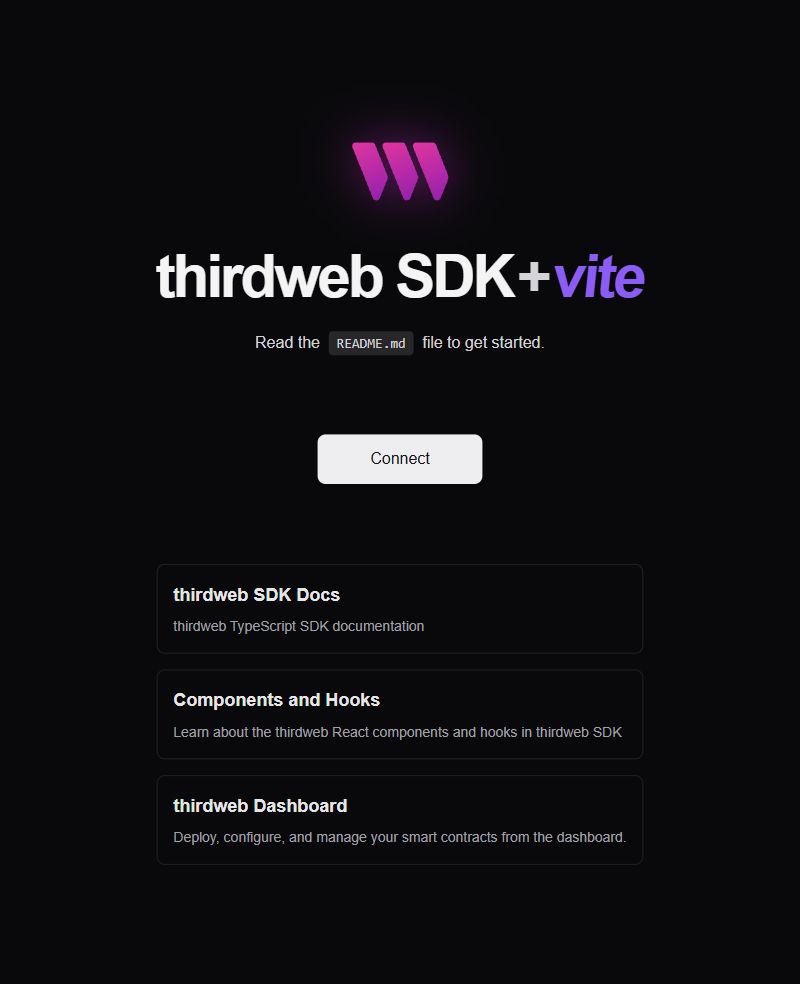 thirdweb SDK+vite
Read the README.md file to get started.
Connect
thirdweb SDK Docs
thirdweb TypeScript SDK documentation
Components and Hooks
Learn about the thirdweb React components and hooks in thirdweb SDK
thirdweb Dashboard
Deploy, configure, and manage your smart contracts from the dashboard.